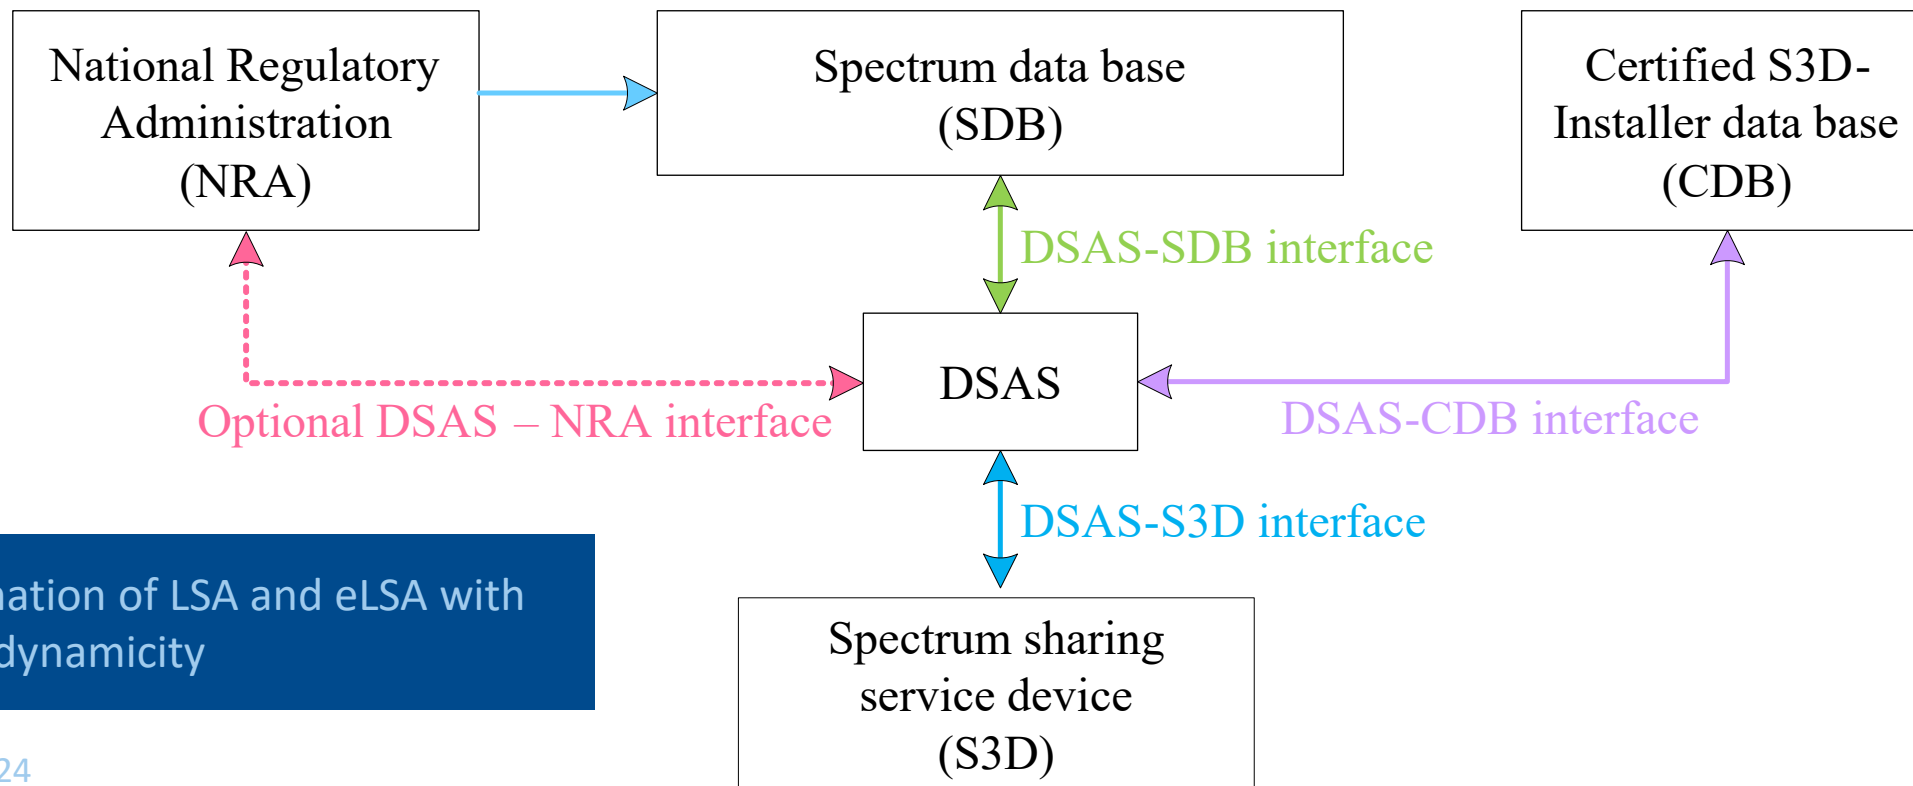 National Regulatory
Administration
(NRA)
Spectrum data base
(SDB)
Certified S3D-
Installer data base
(CDB)
DSAS-SDB interface
DSAS
Optional DSAS – NRA interface
DSAS-CDB interface
DSAS-S3D interface
of LSA and eLSA with
dynamicity
Spectrum sharing
service device
(S3D)
24